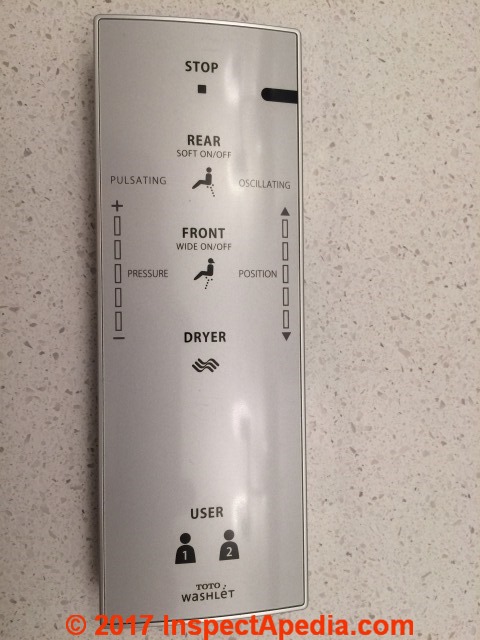 STOP
REAR
SOFT ON/OFF
PULSATING
OSCILLATING
+
FRONT
WIDE ON/OFF
PRESSURE
POSITION
–
DRYER
USER
1 2
TOTO
WASHLET
© 2017 InspectApedia.com